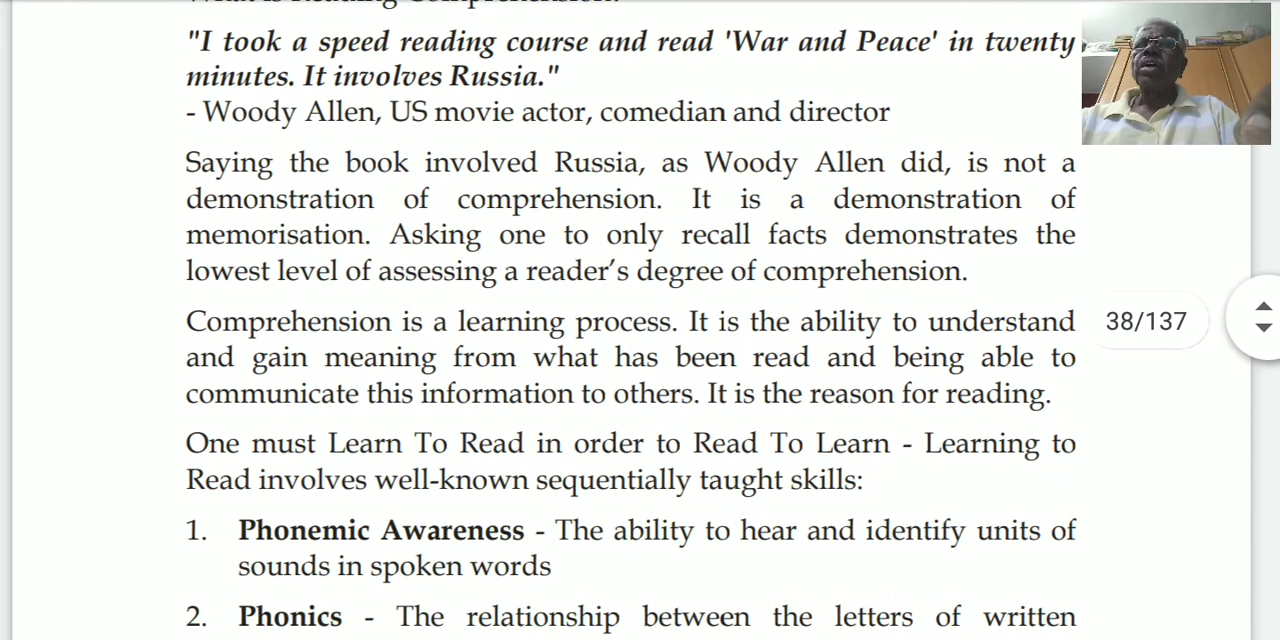 What is Reading Comprehension?
"I took a speed reading course and read 'War and Peace' in twenty
minutes. It involves Russia."
- Woody Allen, US movie actor, comedian and director
Saying the book involved Russia, as Woody Allen did, is not a
demonstration of comprehension. It is a demonstration of
memorisation. Asking one to only recall facts demonstrates the
lowest level of assessing a reader's degree of comprehension.
Comprehension is a learning process. It is the ability to understand
and gain meaning from what has been read and being able to
communicate this information to others. It is the reason for reading.
38/137
One must Learn To Read in order to Read To Learn - Learning to
Read involves well-known sequentially taught skills:
1. Phonemic Awareness - The ability to hear and identify units of
sounds in spoken words
2. Phonics - The relationship between the letters of written